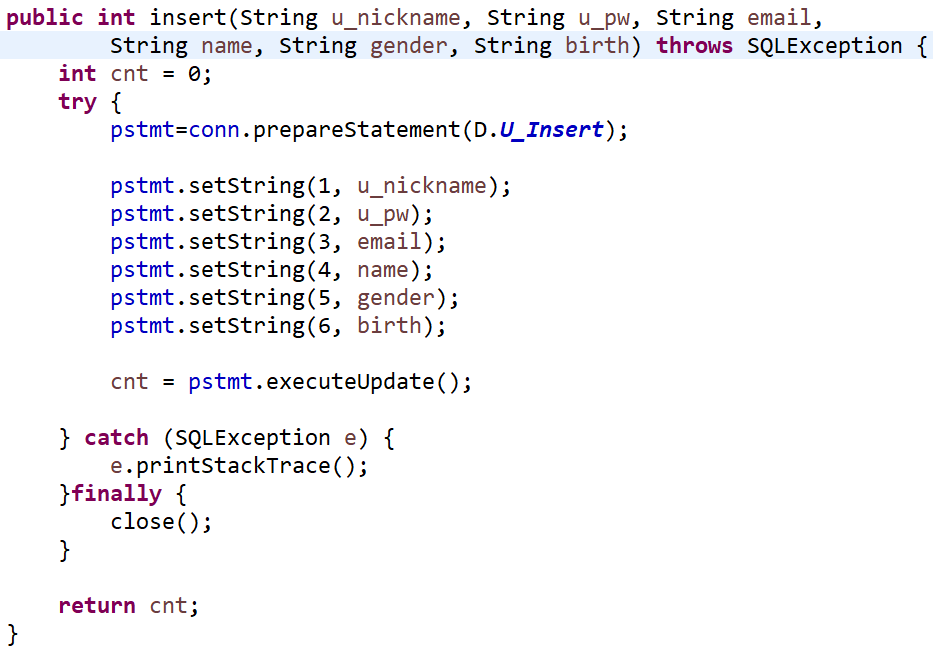 public int insert(String u_nickname, String u_pw, String email,
        String name, String gender, String birth) throws SQLException {
    int cnt = 0;
    try {
        pstmt=conn.prepareStatement(D.U_Insert);

        pstmt.setString(1, u_nickname);
        pstmt.setString(2, u_pw);
        pstmt.setString(3, email);
        pstmt.setString(4, name);
        pstmt.setString(5, gender);
        pstmt.setString(6, birth);

        cnt = pstmt.executeUpdate();

    } catch (SQLException e) {
        e.printStackTrace();
    }finally {
        close();
    }

    return cnt;
}